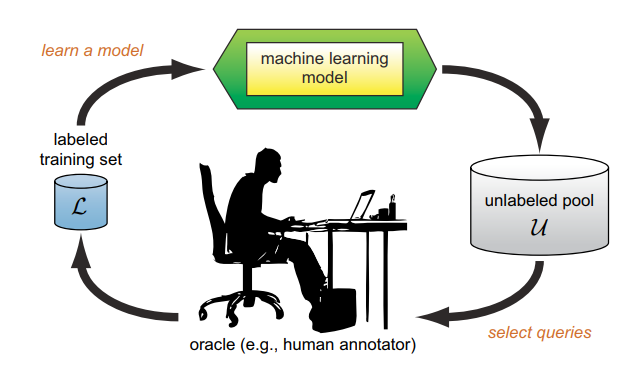 learn a model
machine learning
model
labeled
training set
ℒ
unlabeled pool
𝒰
select queries
oracle (e.g., human annotator)